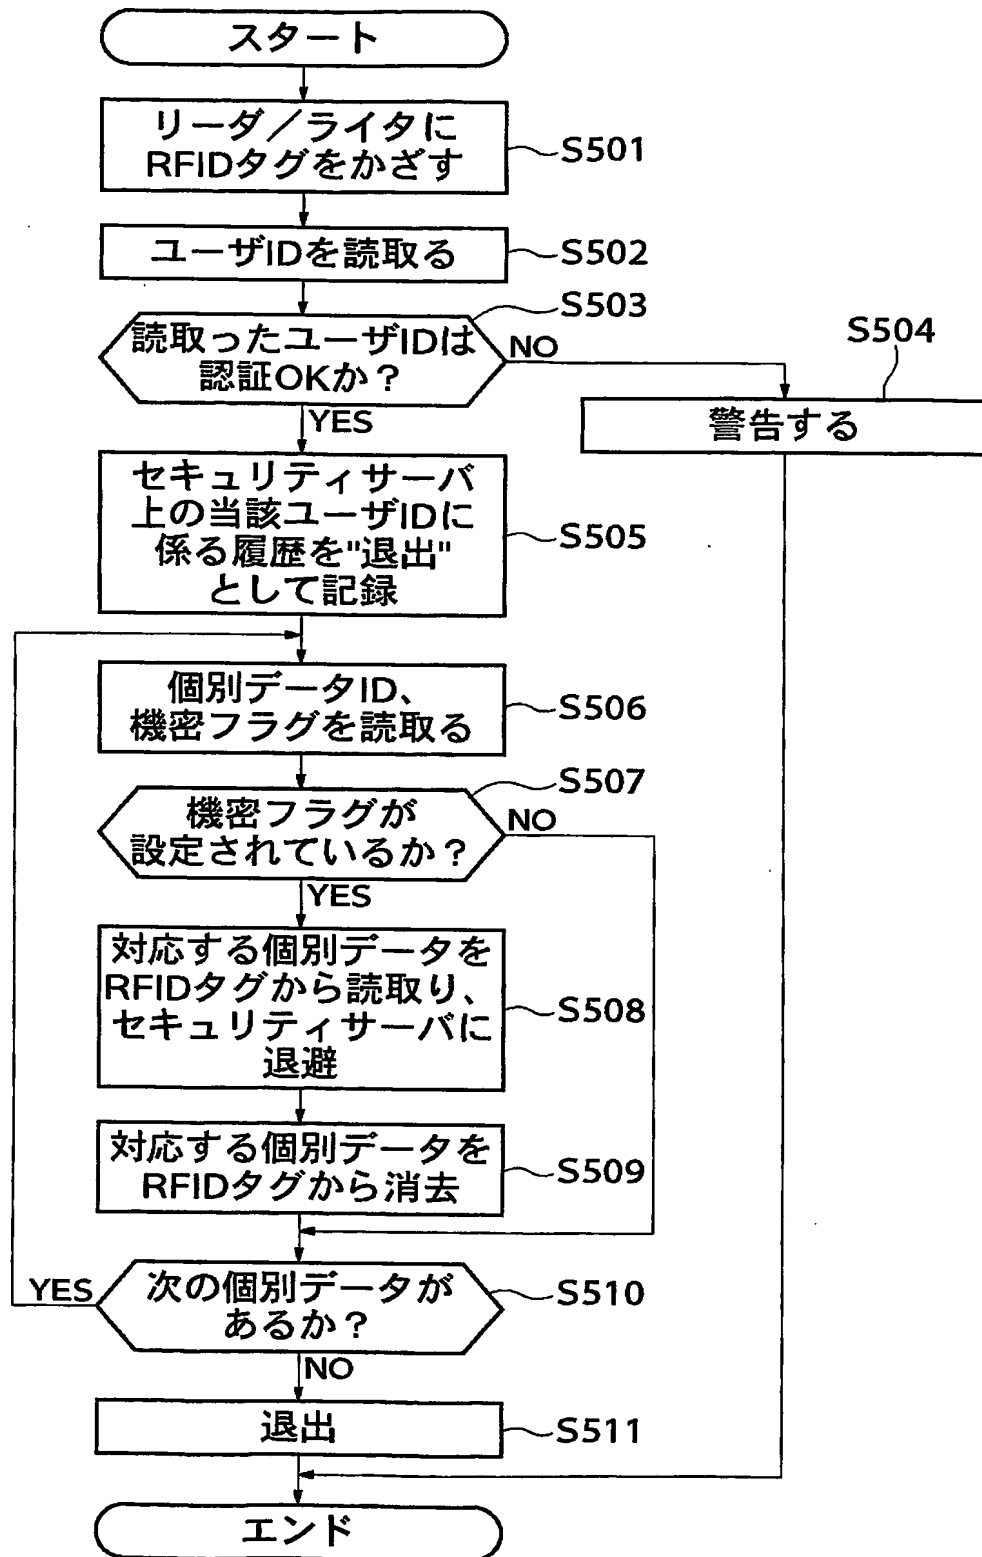 スタート
リーダ／ライタに
RFIDタグをかざす
S501
ユーザIDを読取る
S502
S503
読取ったユーザIDは
認証OKか？
NO
YES
S504
警告する
セキュリティサーバ
上の当該ユーザIDに
係る履歴を"退出"
として記録
S505
個別データID、
機密フラグを読取る
S506
S507
機密フラグが
設定されているか？
NO
YES
対応する個別データを
RFIDタグから読取り、
セキュリティサーバに
退避
S508
対応する個別データを
RFIDタグから消去
S509
YES
次の個別データが
あるか？
S510
NO
退出
S511
エンド